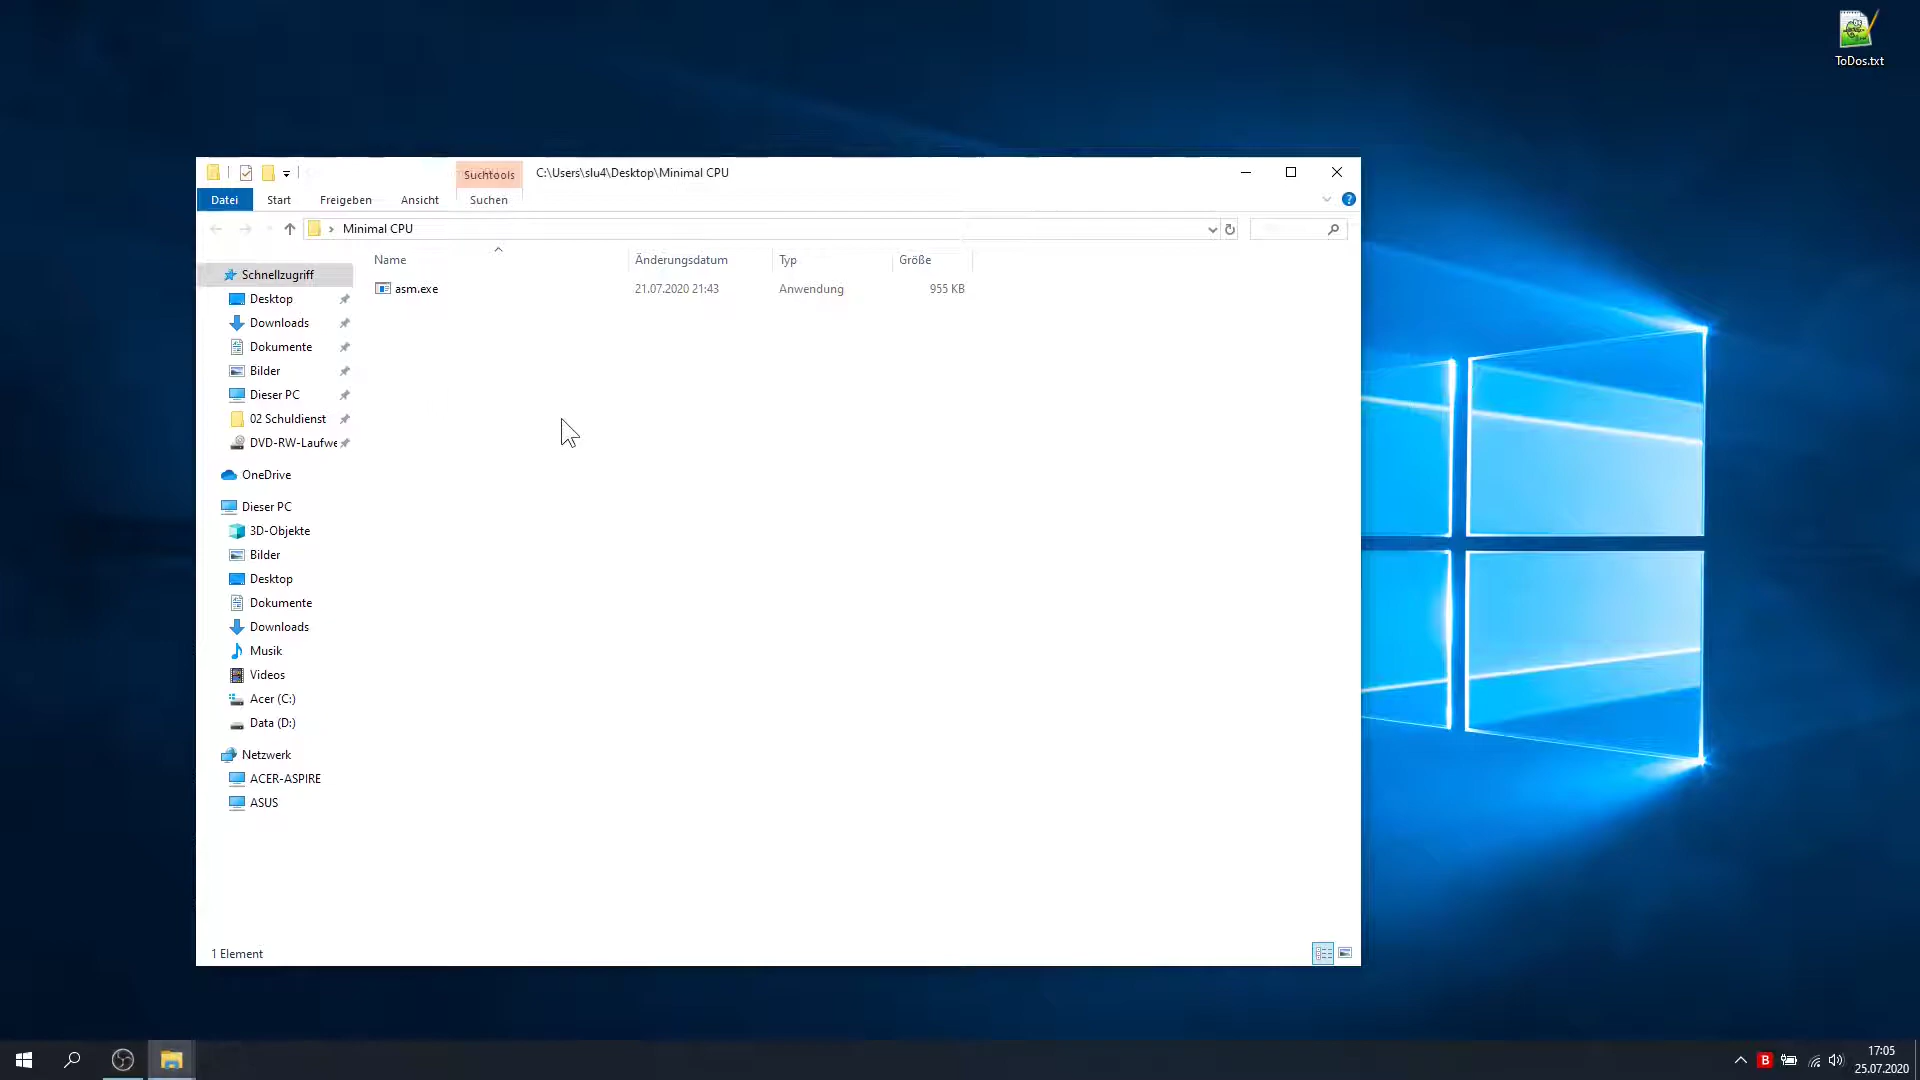 ToDos.txt
Suchtools C:\Users\slu4\Desktop\Minimal CPU
Datei Start Freigeben Ansicht Suchen
Minimal CPU
Name Änderungsdatum Typ Größe
asm.exe 21.07.2020 21:43 Anwendung 955 KB
Schnellzugriff
Desktop
Downloads
Dokumente
Bilder
Dieser PC
02 Schuldienst
DVD-RW-Laufwe
OneDrive
Dieser PC
3D-Objekte
Bilder
Desktop
Dokumente
Downloads
Musik
Videos
Acer (C:)
Data (D:)
Netzwerk
ACER-ASPIRE
ASUS
1 Element
B
17:05
25.07.2020